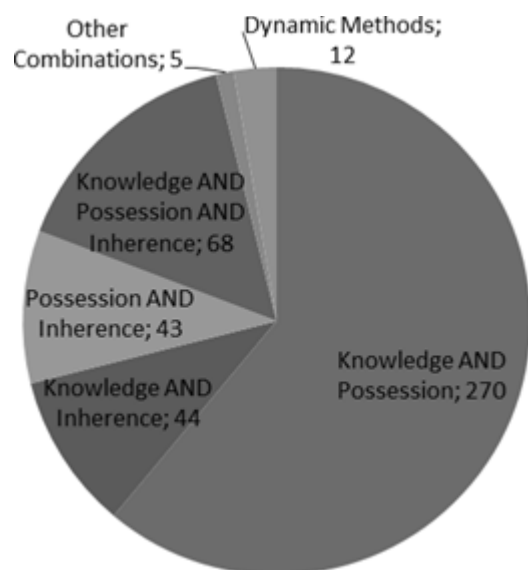 Other
Combinations; 5
Dynamic Methods;
12
Knowledge AND
Possession AND
Inherence; 68
Possession AND
Inherence; 43
Knowledge AND
Inherence; 44
Knowledge AND
Possession; 270